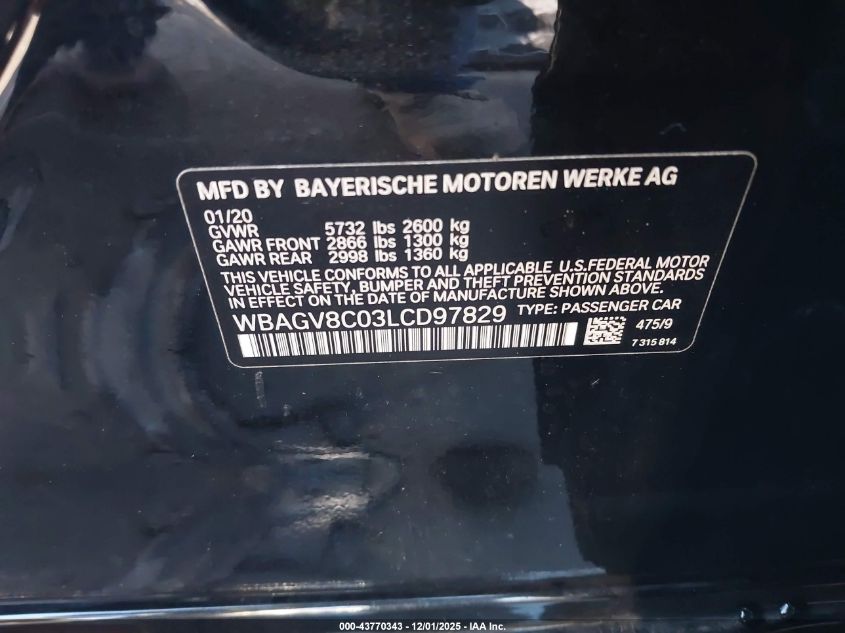 MFD BY BAYERISCHE MOTOREN WERKE AG
01/20
GVWR 5732 lbs 2600 kg
GAWR FRONT 2866 lbs 1300 kg
GAWR REAR 2998 lbs 1360 kg
THIS VEHICLE CONFORMS TO ALL APPLICABLE U.S.FEDERAL MOTOR
VEHICLE SAFETY, BUMPER AND THEFT PREVENTION STANDARDS
IN EFFECT ON THE DATE OF MANUFACTURE SHOWN ABOVE.
WBAGV8C03LCD97829 TYPE: PASSENGER CAR
475/9
7 315 814
000-43770343 - 12/01/2025 - IAA Inc.